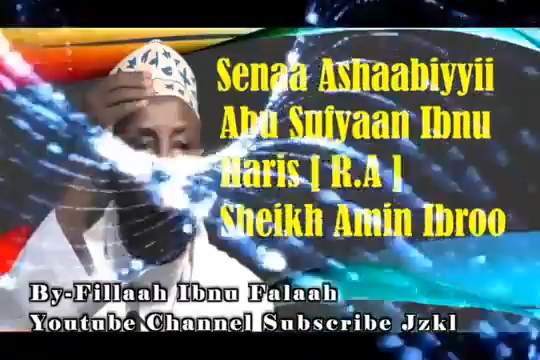 Senaa Ashaabiyyii
Abu Sufyaan Ibnu
Haris [ R.A ]
Sheikh Amin Ibroo
By-Fillaah Ibnu Falaah
Youtube Channel Subscribe Jzkl